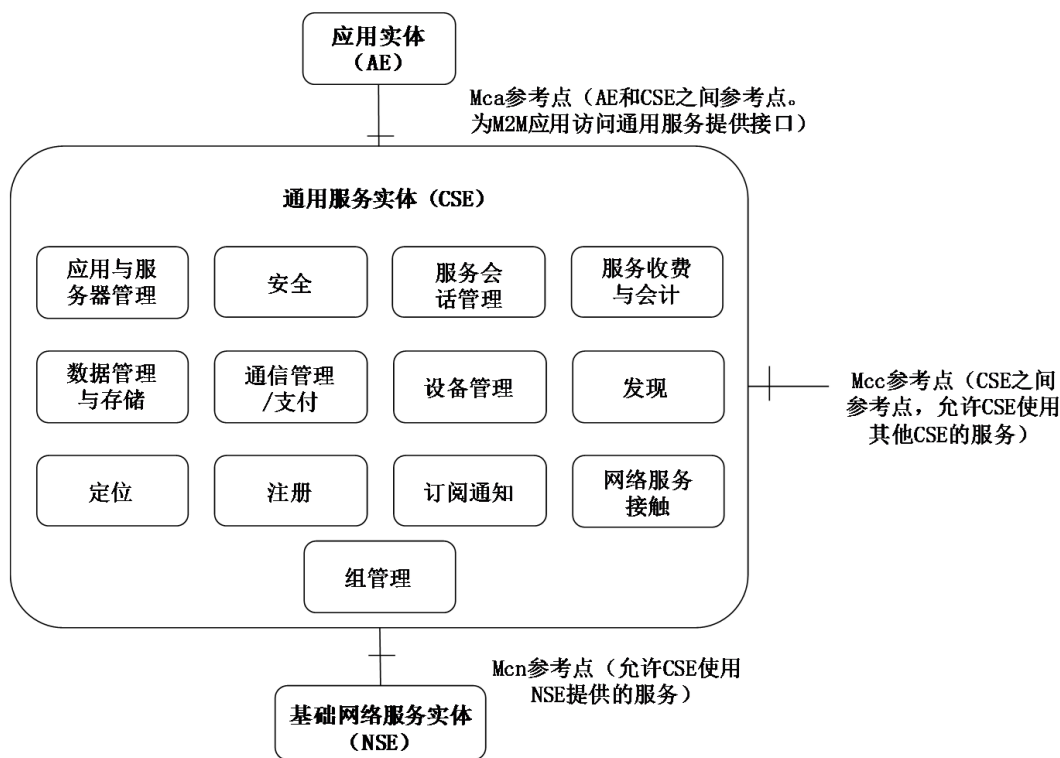 应用实体
（AE）
Mca参考点（AE和CSE之间参考点。
为M2M应用访问通用服务提供接口）
通用服务实体（CSE）
应用与服
务器管理
安全
服务会
话管理
服务收费
与会计
数据管理
与存储
通信管理
/支付
设备管理
发现
Mcc参考点（CSE之间
参考点，允许CSE使用
其他CSE的服务）
定位
注册
订阅通知
网络服务
接触
组管理
Mcn参考点（允许CSE使用
NSE提供的服务）
基础网络服务实体
（NSE）